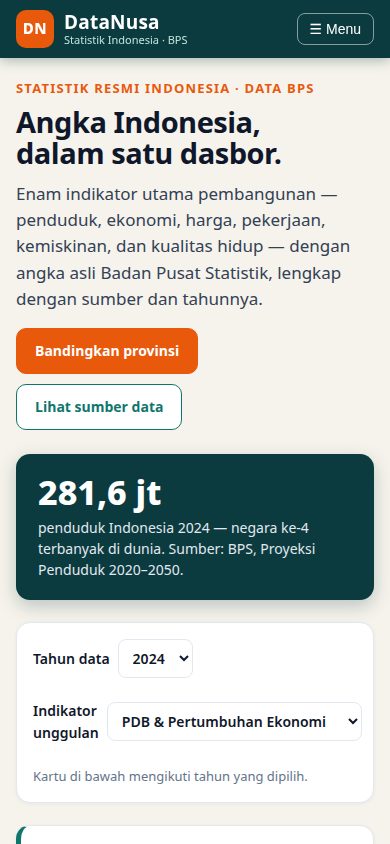 DN
DataNusa
Statistik Indonesia · BPS
☰ Menu
STATISTIK RESMI INDONESIA · DATA BPS
Angka Indonesia,
dalam satu dasbor.
Enam indikator utama pembangunan —
penduduk, ekonomi, harga, pekerjaan,
kemiskinan, dan kualitas hidup — dengan
angka asli Badan Pusat Statistik, lengkap
dengan sumber dan tahunnya.
Bandingkan provinsi
Lihat sumber data
281,6 jt
penduduk Indonesia 2024 — negara ke-4
terbanyak di dunia. Sumber: BPS, Proyeksi
Penduduk 2020–2050.
Tahun data 2024
Indikator
unggulan
PDB & Pertumbuhan Ekonomi
Kartu di bawah mengikuti tahun yang dipilih.